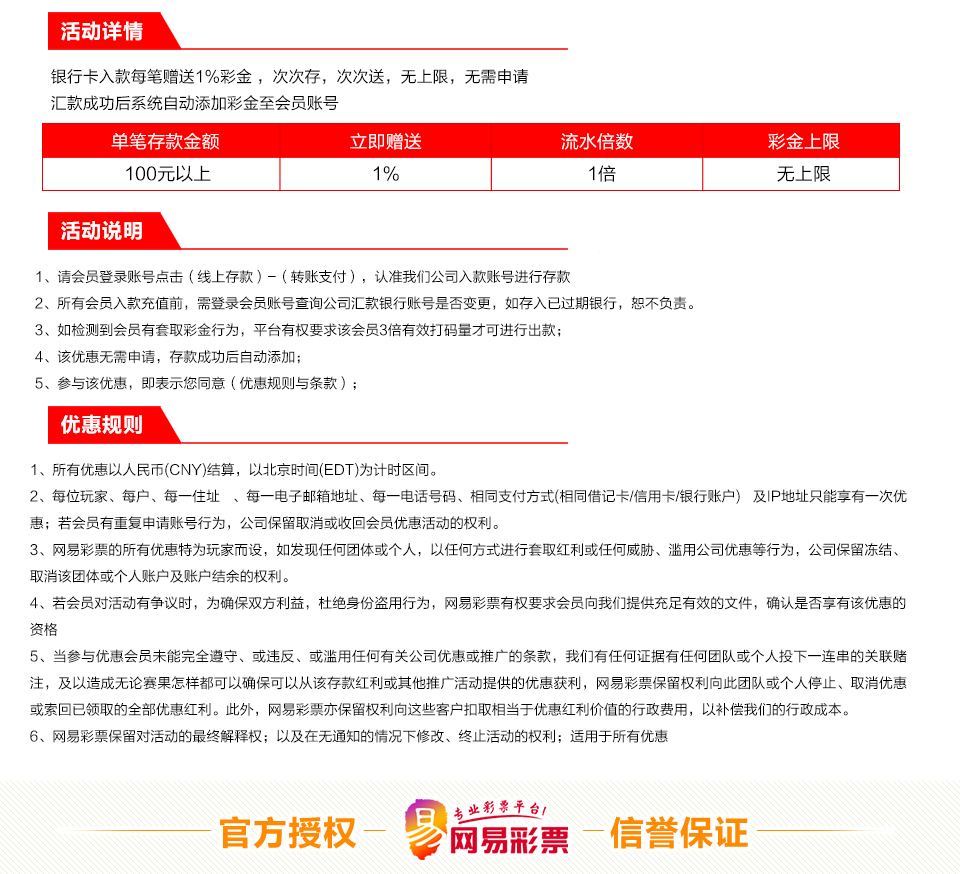 活动详情
银行卡入款每笔赠送1%彩金 ，次次存，次次送，无上限，无需申请
汇款成功后系统自动添加彩金至会员账号
单笔存款金额 立即赠送 流水倍数 彩金上限
100元以上 1% 1倍 无上限
活动说明
1、请会员登录账号点击（线上存款）–（转账支付），认准我们公司入款账号进行存款
2、所有会员入款充值前，需登录会员账号查询公司汇款银行账号是否变更，如存入已过期银行，恕不负责。
3、如检测到会员有套取彩金行为，平台有权要求该会员3倍有效打码量才可进行出款；
4、该优惠无需申请，存款成功后自动添加；
5、参与该优惠，即表示您同意（优惠规则与条款）；
优惠规则
1、所有优惠以人民币(CNY)结算，以北京时间(EDT)为计时区间。
2、每位玩家、每户、每一住址 、每一电子邮箱地址、每一电话号码、相同支付方式(相同借记卡/信用卡/银行账户) 及IP地址只能享有一次优
惠；若会员有重复申请账号行为，公司保留取消或收回会员优惠活动的权利。
3、网易彩票的所有优惠特为玩家而设，如发现任何团体或个人，以任何方式进行套取红利或任何威胁、滥用公司优惠等行为，公司保留冻结、
取消该团体或个人账户及账户结余的权利。
4、若会员对活动有争议时，为确保双方利益，杜绝身份盗用行为，网易彩票有权要求会员向我们提供充足有效的文件，确认是否享有该优惠的
资格
5、当参与优惠会员未能完全遵守、或违反、或滥用任何有关公司优惠或推广的条款，我们有任何证据有任何团队或个人投下一连串的关联赌
注，及以造成无论赛果怎样都可以确保可以从该存款红利或其他推广活动提供的优惠获利，网易彩票保留权利向此团队或个人停止、取消优惠
或索回已领取的全部优惠红利。此外，网易彩票亦保留权利向这些客户扣取相当于优惠红利价值的行政费用，以补偿我们的行政成本。
6、网易彩票保留对活动的最终解释权；以及在无通知的情况下修改、终止活动的权利；适用于所有优惠
专业彩票平台!
官方授权 易 网易彩票 信誉保证